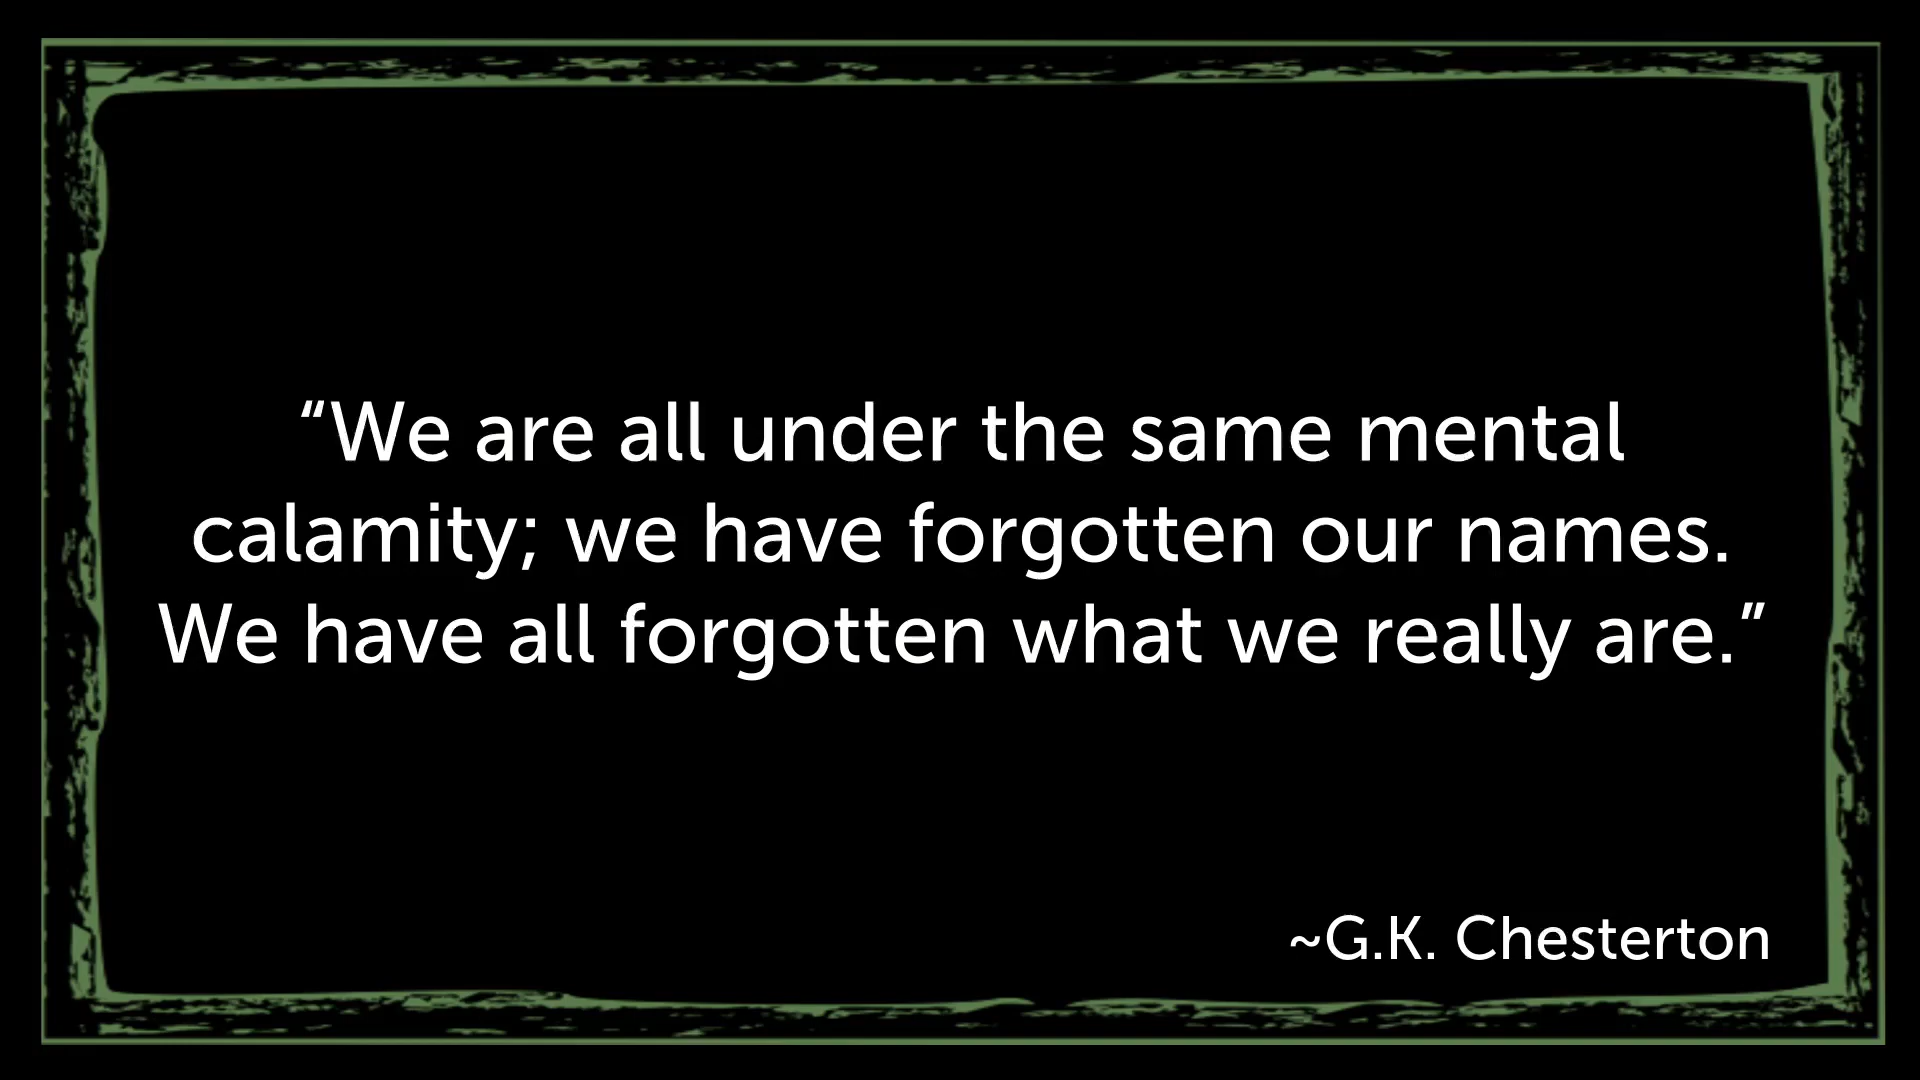 “We are all under the same mental
calamity; we have forgotten our names.
We have all forgotten what we really are.”
~G.K. Chesterton